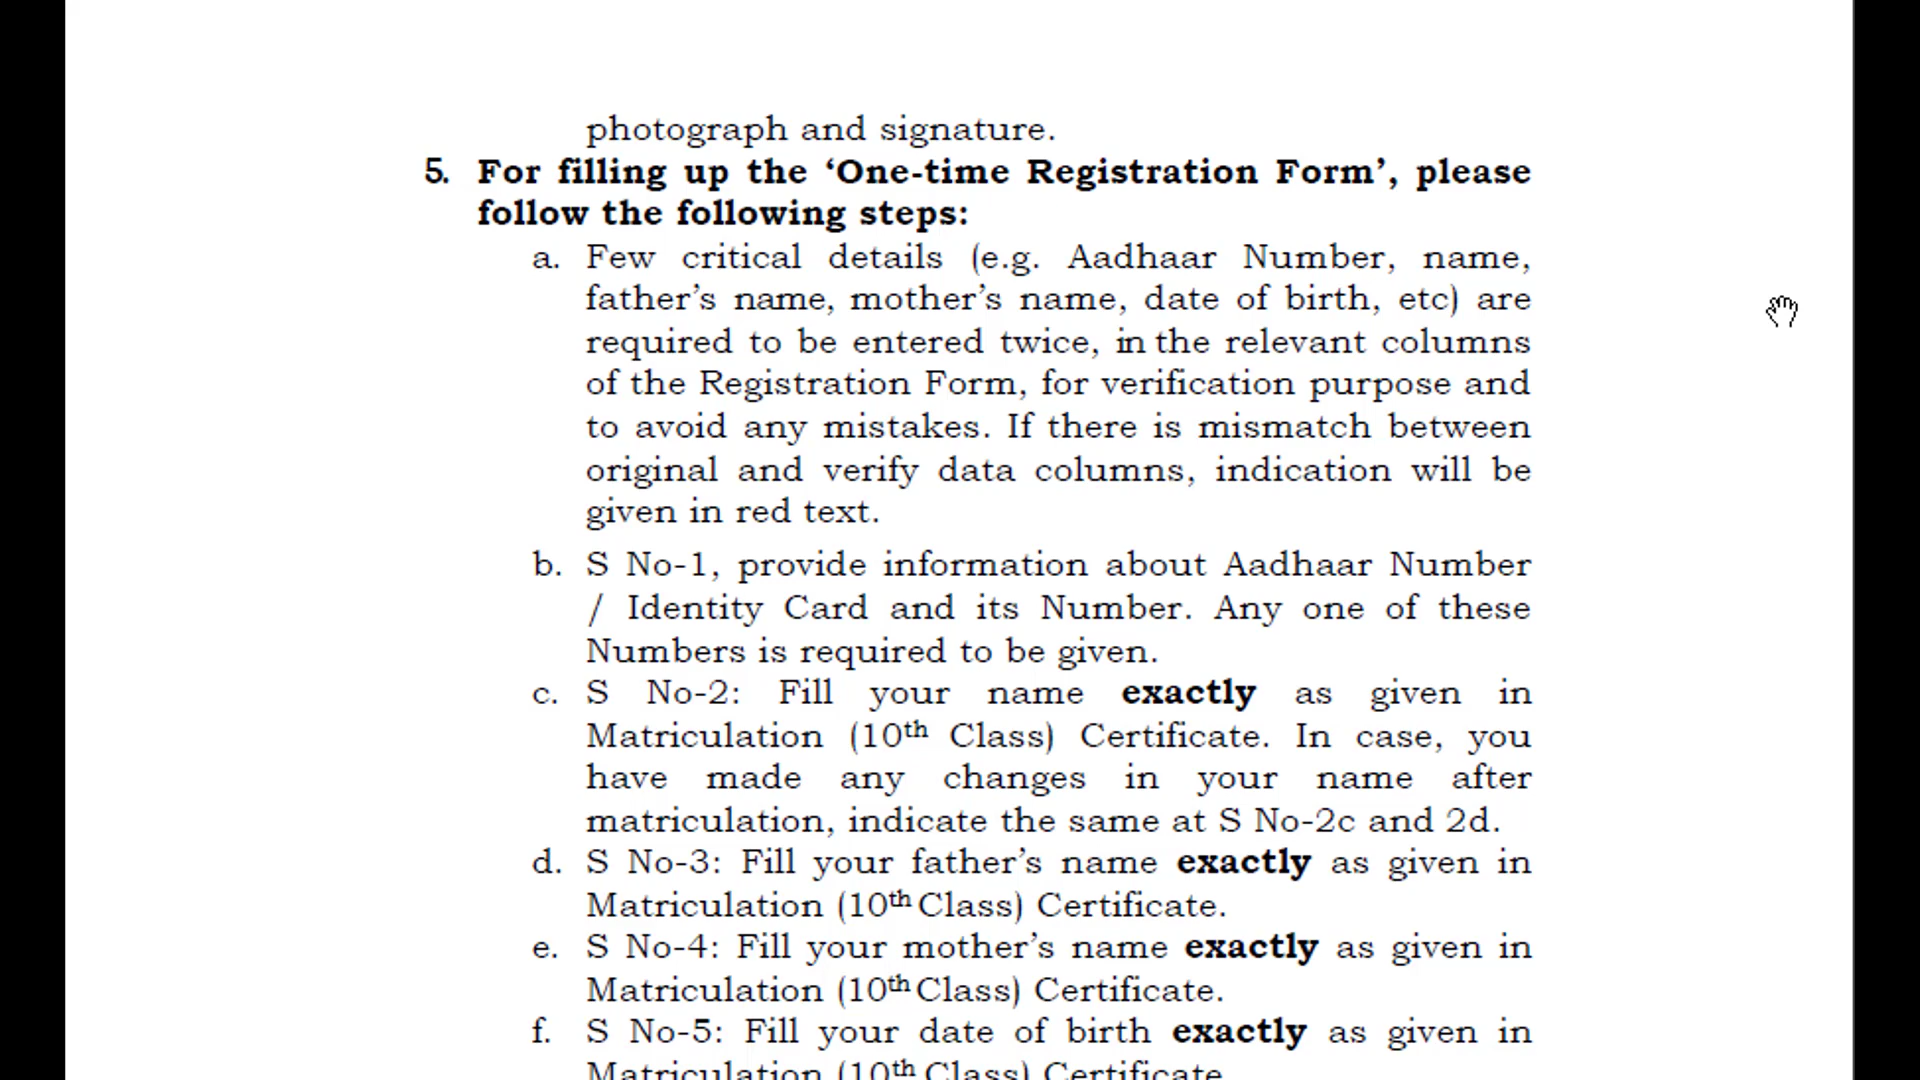 photograph and signature.
5. For filling up the ‘One-time Registration Form’, please
follow the following steps:
a. Few critical details (e.g. Aadhaar Number, name,
father’s name, mother’s name, date of birth, etc) are
required to be entered twice, in the relevant columns
of the Registration Form, for verification purpose and
to avoid any mistakes. If there is mismatch between
original and verify data columns, indication will be
given in red text.
b. S No-1, provide information about Aadhaar Number
/ Identity Card and its Number. Any one of these
Numbers is required to be given.
c. S No-2: Fill your name exactly as given in
Matriculation (10th Class) Certificate. In case, you
have made any changes in your name after
matriculation, indicate the same at S No-2c and 2d.
d. S No-3: Fill your father’s name exactly as given in
Matriculation (10th Class) Certificate.
e. S No-4: Fill your mother’s name exactly as given in
Matriculation (10th Class) Certificate.
f. S No-5: Fill your date of birth exactly as given in
Matriculation (10th Class) Certificate